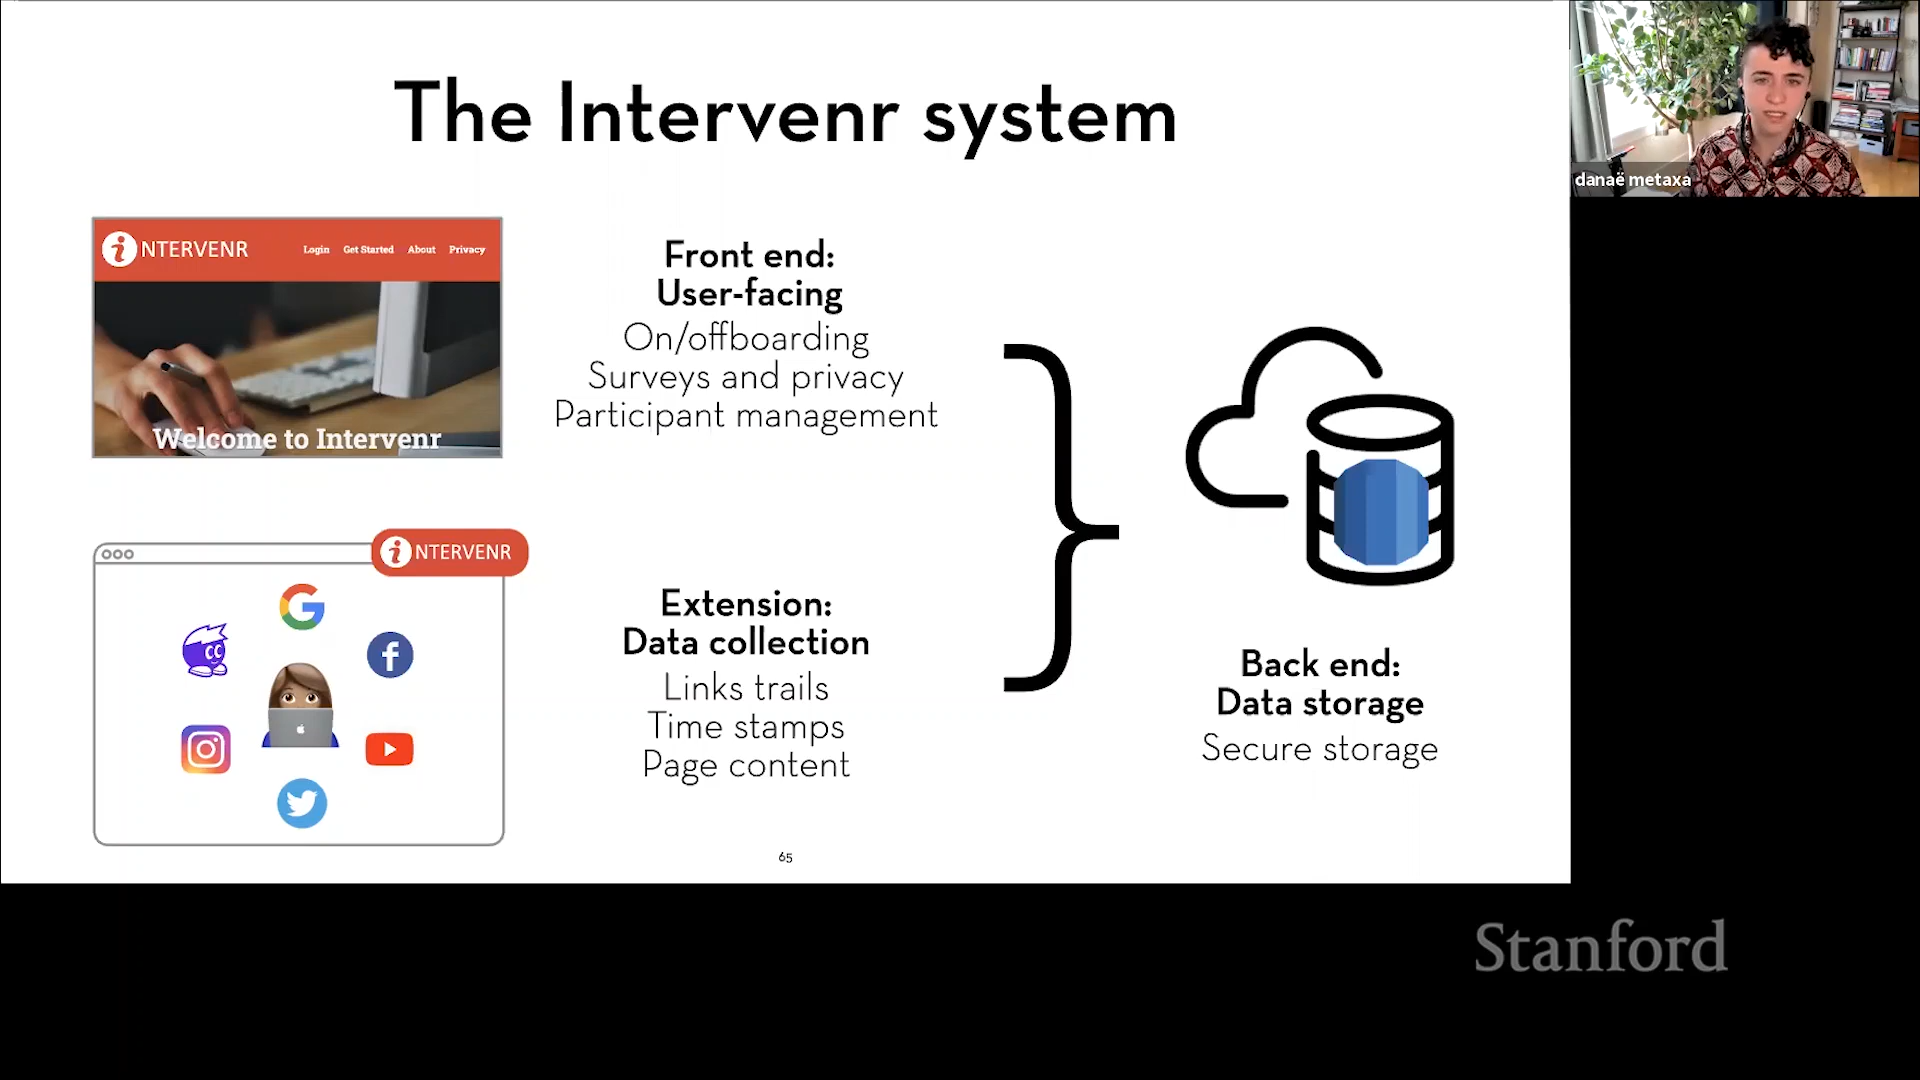 The Intervenr system
danaë metaxa
iNTERVENR
Login Get Started About Privacy
Welcome to Intervenr
Front end:
User-facing
On/offboarding
Surveys and privacy
Participant management
iNTERVENR
Extension:
Data collection
Links trails
Time stamps
Page content
Back end:
Data storage
Secure storage
65
Stanford